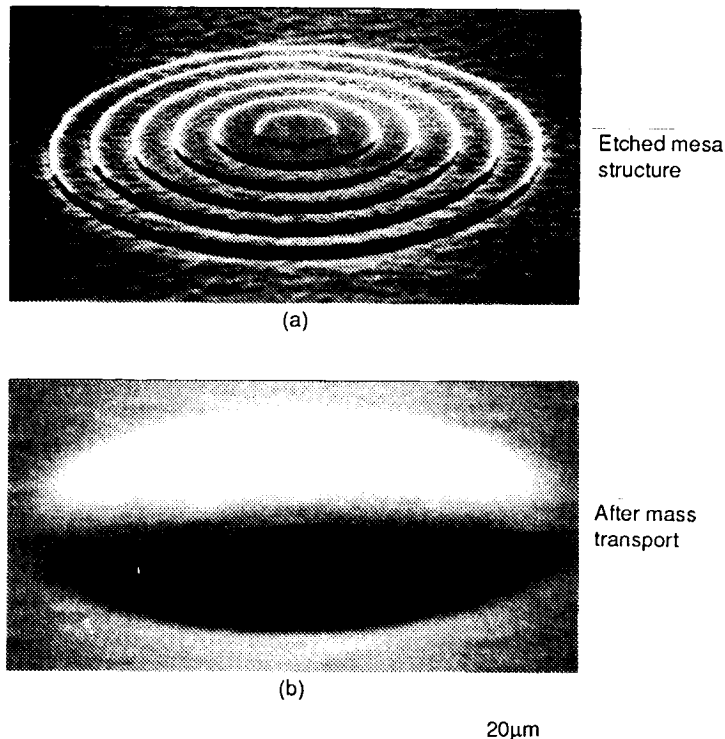 Etched mesa
structure
(a)
After mass
transport
(b)
20μm